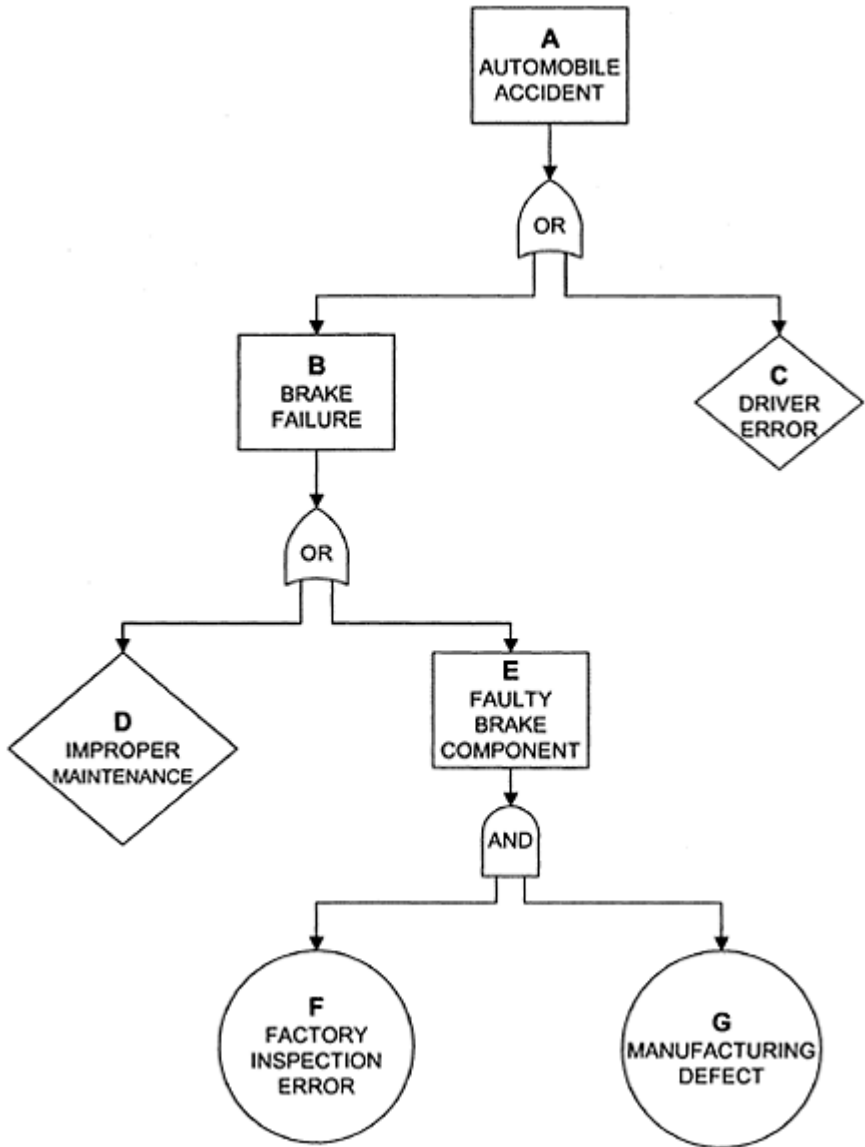 A
AUTOMOBILE
ACCIDENT
OR
B
BRAKE
FAILURE
C
DRIVER
ERROR
OR
D
IMPROPER
MAINTENANCE
E
FAULTY
BRAKE
COMPONENT
AND
F
FACTORY
INSPECTION
ERROR
G
MANUFACTURING
DEFECT